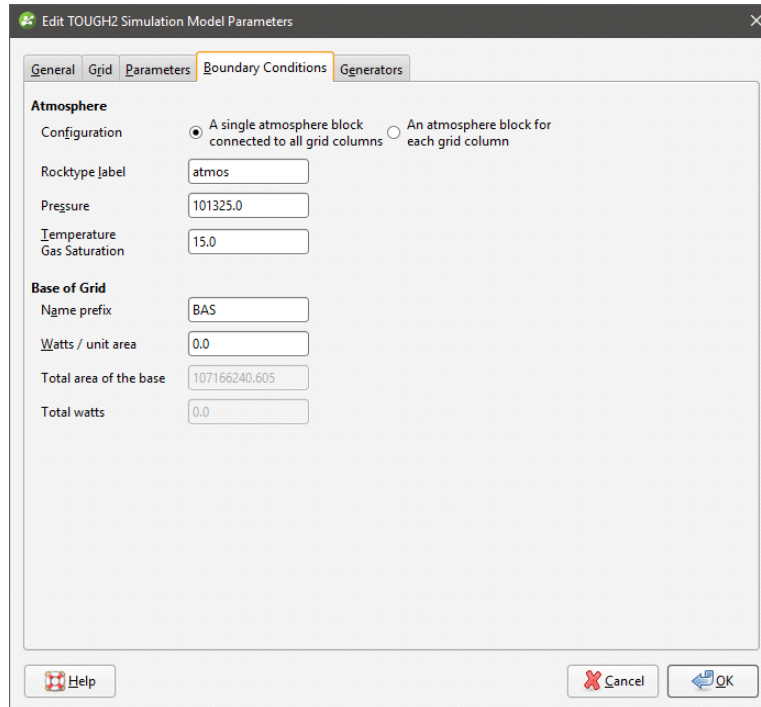 Edit TOUGH2 Simulation Model Parameters
General Grid Parameters Boundary Conditions Generators
Atmosphere
Configuration
A single atmosphere block
connected to all grid columns
An atmosphere block for
each grid column
Rocktype label atmos
Pressure 101325.0
Temperature
Gas Saturation
15.0
Base of Grid
Name prefix BAS
Watts / unit area 0.0
Total area of the base 107166240.605
Total watts 0.0
Help Cancel OK